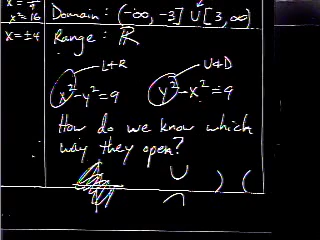 x² = 16
x = ±4
Domain: (-∞, -3] ∪ [3, ∞)
Range: ℝ
L+R
U+D
x² - y² = 9
y² - x² = 9
How do we know which
way they open?